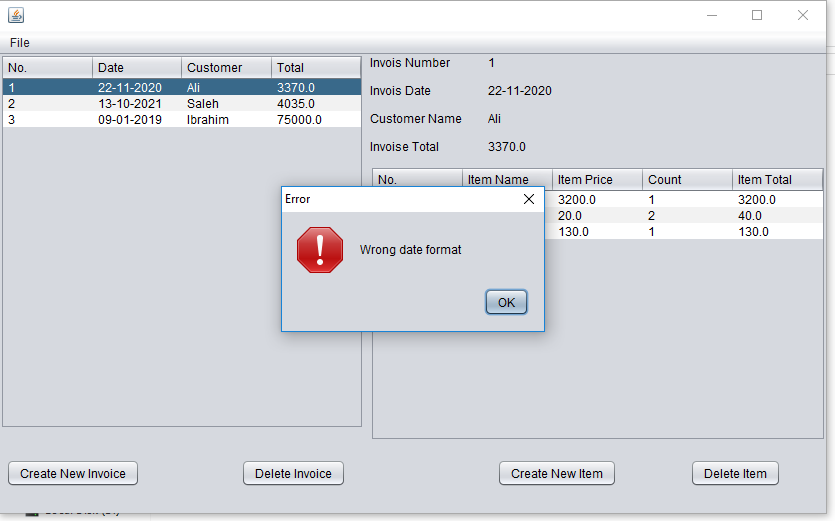 File
No. Date Customer Total
1 22-11-2020 Ali 3370.0
2 13-10-2021 Saleh 4035.0
3 09-01-2019 Ibrahim 75000.0
Invois Number 1
Invois Date 22-11-2020
Customer Name Ali
Invoise Total 3370.0
No. Item Name Item Price Count Item Total
3200.0 1 3200.0
20.0 2 40.0
130.0 1 130.0
Error
Wrong date format
OK
Create New Invoice Delete Invoice Create New Item Delete Item